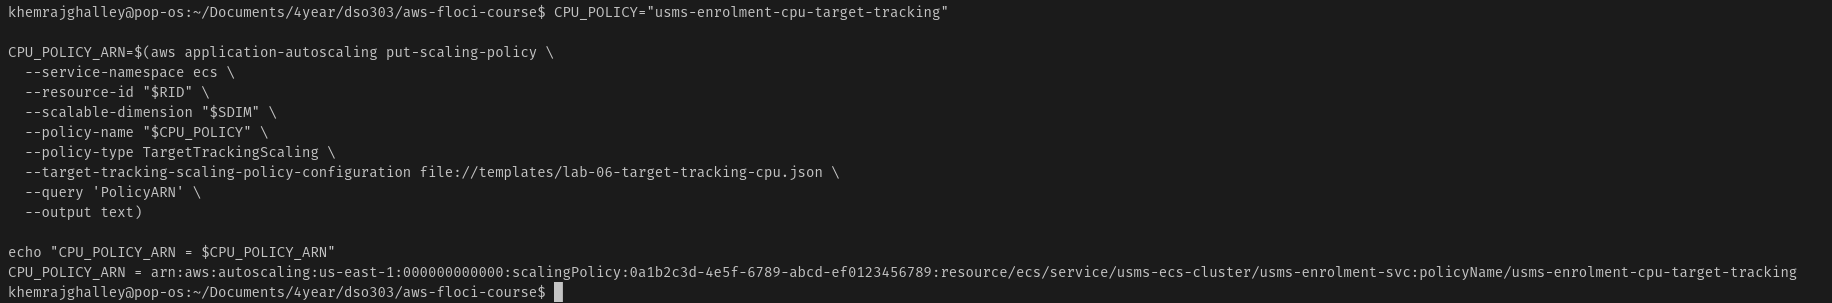 khemrajghalley@pop-os:~/Documents/4year/dso303/aws-floci-course$ CPU_POLICY="usms-enrolment-cpu-target-tracking"
CPU_POLICY_ARN=$(aws application-autoscaling put-scaling-policy \
--service-namespace ecs \
--resource-id "$RID" \
--scalable-dimension "$SDIM" \
--policy-name "$CPU_POLICY" \
--policy-type TargetTrackingScaling \
--target-tracking-scaling-policy-configuration file://templates/lab-06-target-tracking-cpu.json \
--query 'PolicyARN' \
--output text)
echo "CPU_POLICY_ARN = $CPU_POLICY_ARN"
CPU_POLICY_ARN = arn:aws:autoscaling:us-east-1:000000000000:scalingPolicy:0a1b2c3d-4e5f-6789-abcd-ef0123456789:resource/ecs/service/usms-ecs-cluster/usms-enrolment-svc:policyName/usms-enrolment-cpu-target-tracking
khemrajghalley@pop-os:~/Documents/4year/dso303/aws-floci-course$